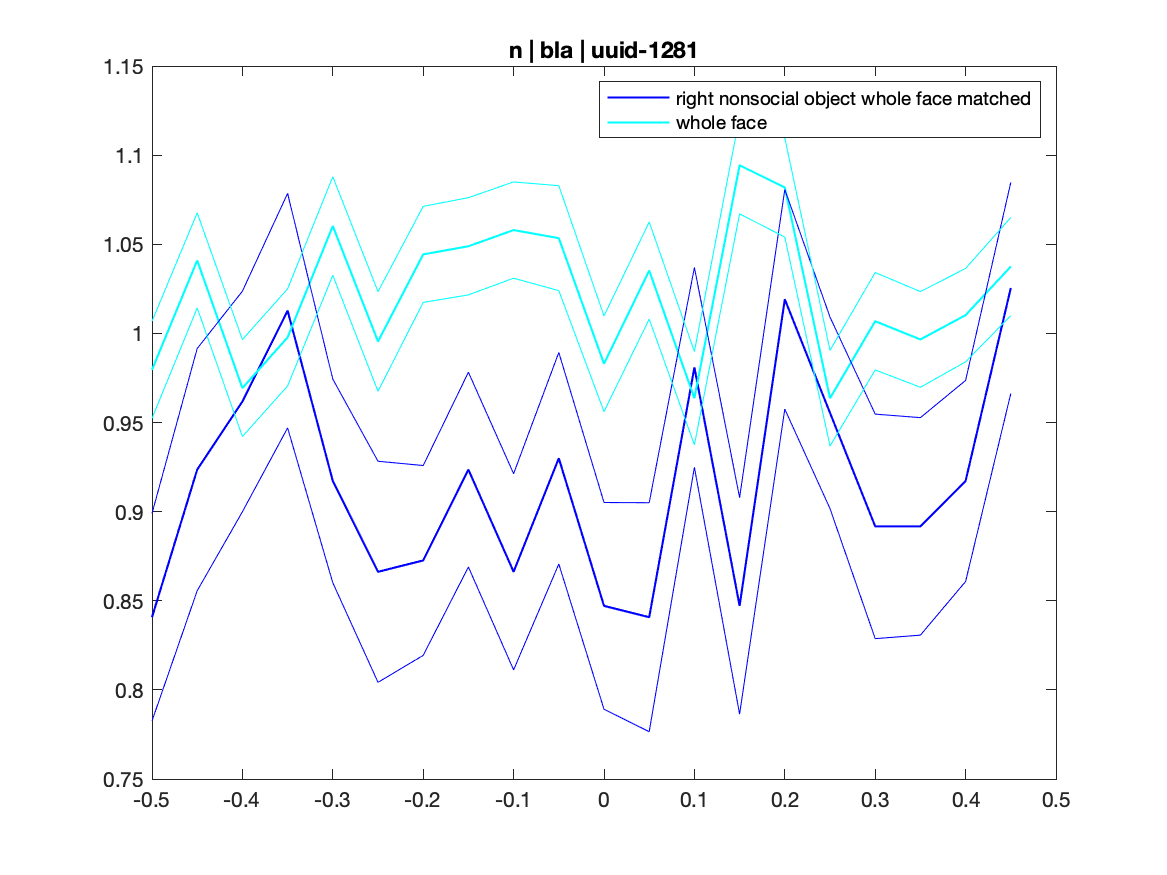 n | bla | uuid-1281
right nonsocial object whole face matched
whole face
1.15
1.1
1.05
1
0.95
0.9
0.85
0.8
0.75
-0.5 -0.4 -0.3 -0.2 -0.1 0 0.1 0.2 0.3 0.4 0.5